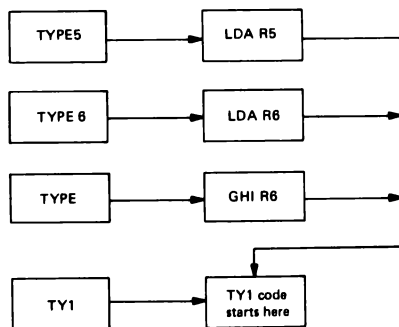 TYPE5
LDA R5
TYPE 6
LDA R6
TYPE
GHI R6
TY1
TY1 code
starts here